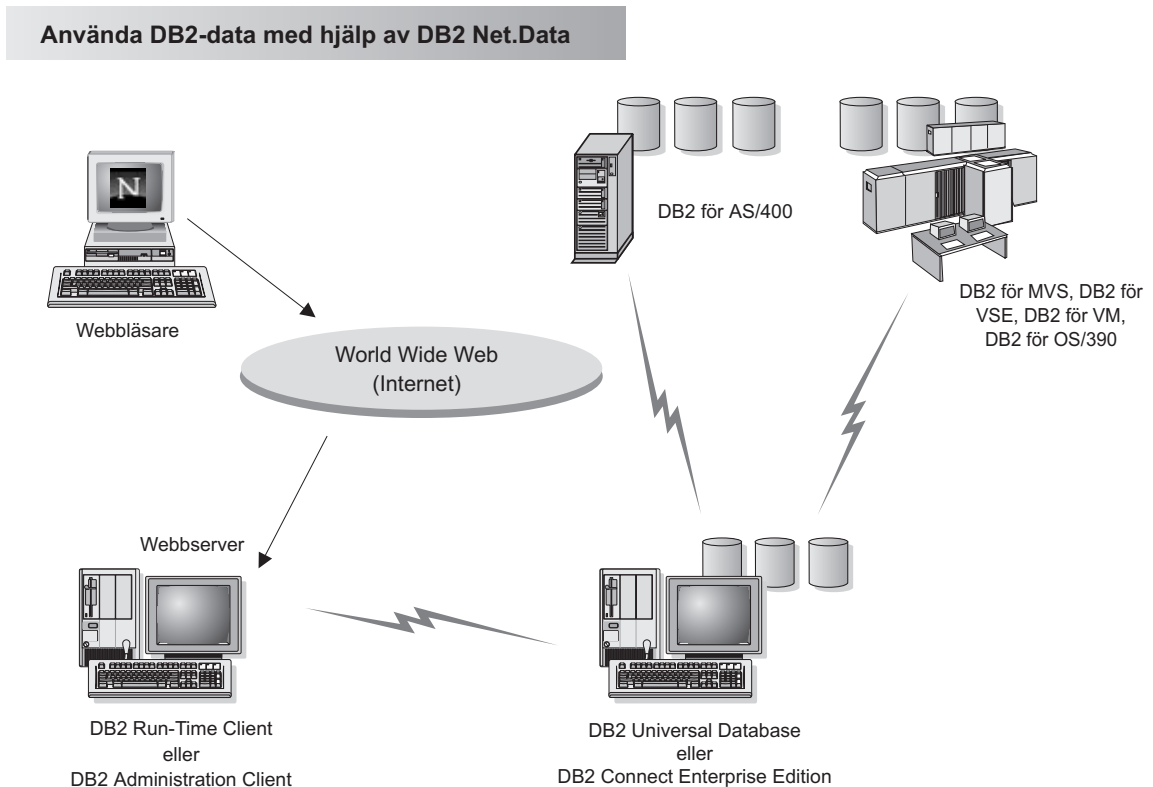 Använda DB2-data med hjälp av DB2 Net.Data
N
Webbläsare
DB2 för AS/400
DB2 för MVS, DB2 för
VSE, DB2 för VM,
DB2 för OS/390
World Wide Web
(Internet)
Webbserver
DB2 Run-Time Client
eller
DB2 Administration Client
DB2 Universal Database
eller
DB2 Connect Enterprise Edition